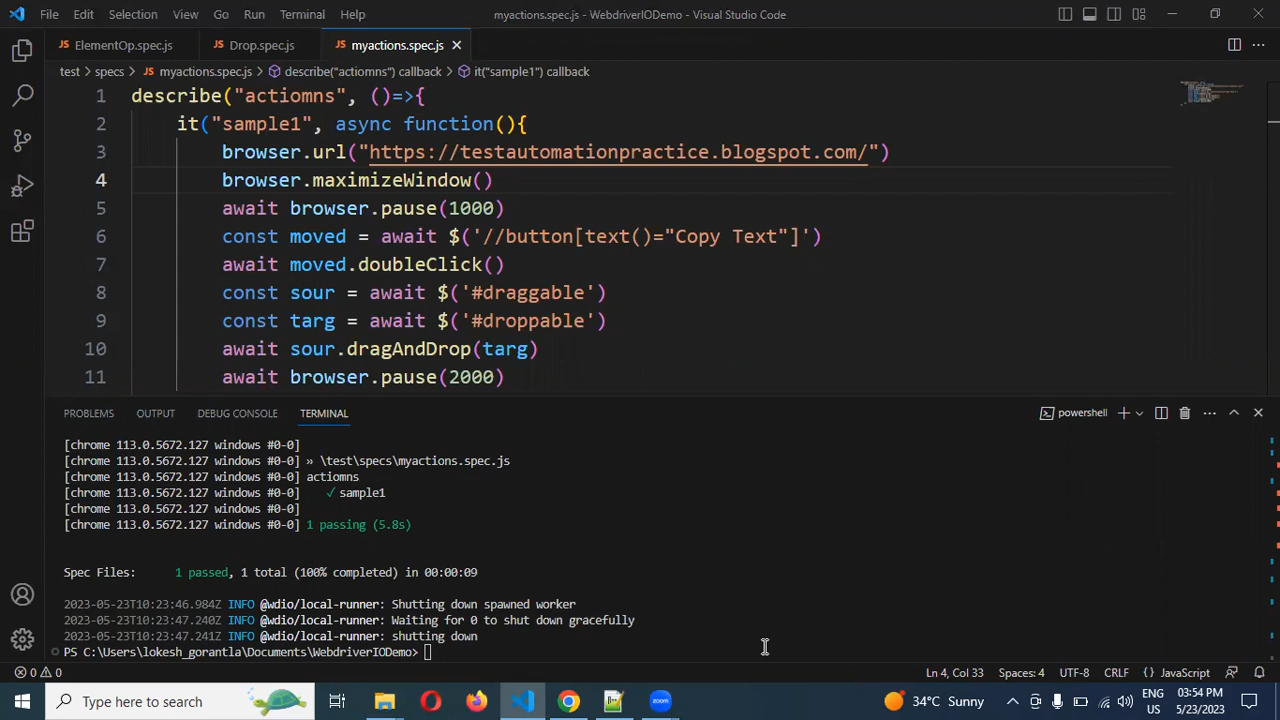 File Edit Selection View Go Run Terminal Help myactions.spec.js - WebdriverIODemo - Visual Studio Code
ElementOp.spec.js Drop.spec.js myactions.spec.js
test > specs > myactions.spec.js > describe("actiomns") callback > it("sample1") callback
1 describe("actiomns", ()=>{
2 it("sample1", async function(){
3 browser.url("https://testautomationpractice.blogspot.com/")
4 browser.maximizeWindow()
5 await browser.pause(1000)
6 const moved = await $('//button[text()="Copy Text"]')
7 await moved.doubleClick()
8 const sour = await $('#draggable')
9 const targ = await $('#droppable')
10 await sour.dragAndDrop(targ)
11 await browser.pause(2000)
PROBLEMS OUTPUT DEBUG CONSOLE TERMINAL powershell
[chrome 113.0.5672.127 windows #0-0]
[chrome 113.0.5672.127 windows #0-0] » \test\specs\myactions.spec.js
[chrome 113.0.5672.127 windows #0-0] actiomns
[chrome 113.0.5672.127 windows #0-0] ✓ sample1
[chrome 113.0.5672.127 windows #0-0]
[chrome 113.0.5672.127 windows #0-0] 1 passing (5.8s)
Spec Files: 1 passed, 1 total (100% completed) in 00:00:09
2023-05-23T10:23:46.984Z INFO @wdio/local-runner: Shutting down spawned worker
2023-05-23T10:23:47.240Z INFO @wdio/local-runner: Waiting for 0 to shut down gracefully
2023-05-23T10:23:47.241Z INFO @wdio/local-runner: shutting down
PS C:\Users\lokesh_gorantla\Documents\WebdriverIODemo>
0 0 Ln 4, Col 33 Spaces: 4 UTF-8 CRLF {} JavaScript
Type here to search zoom 34°C Sunny ENG 03:54 PM
US 5/23/2023